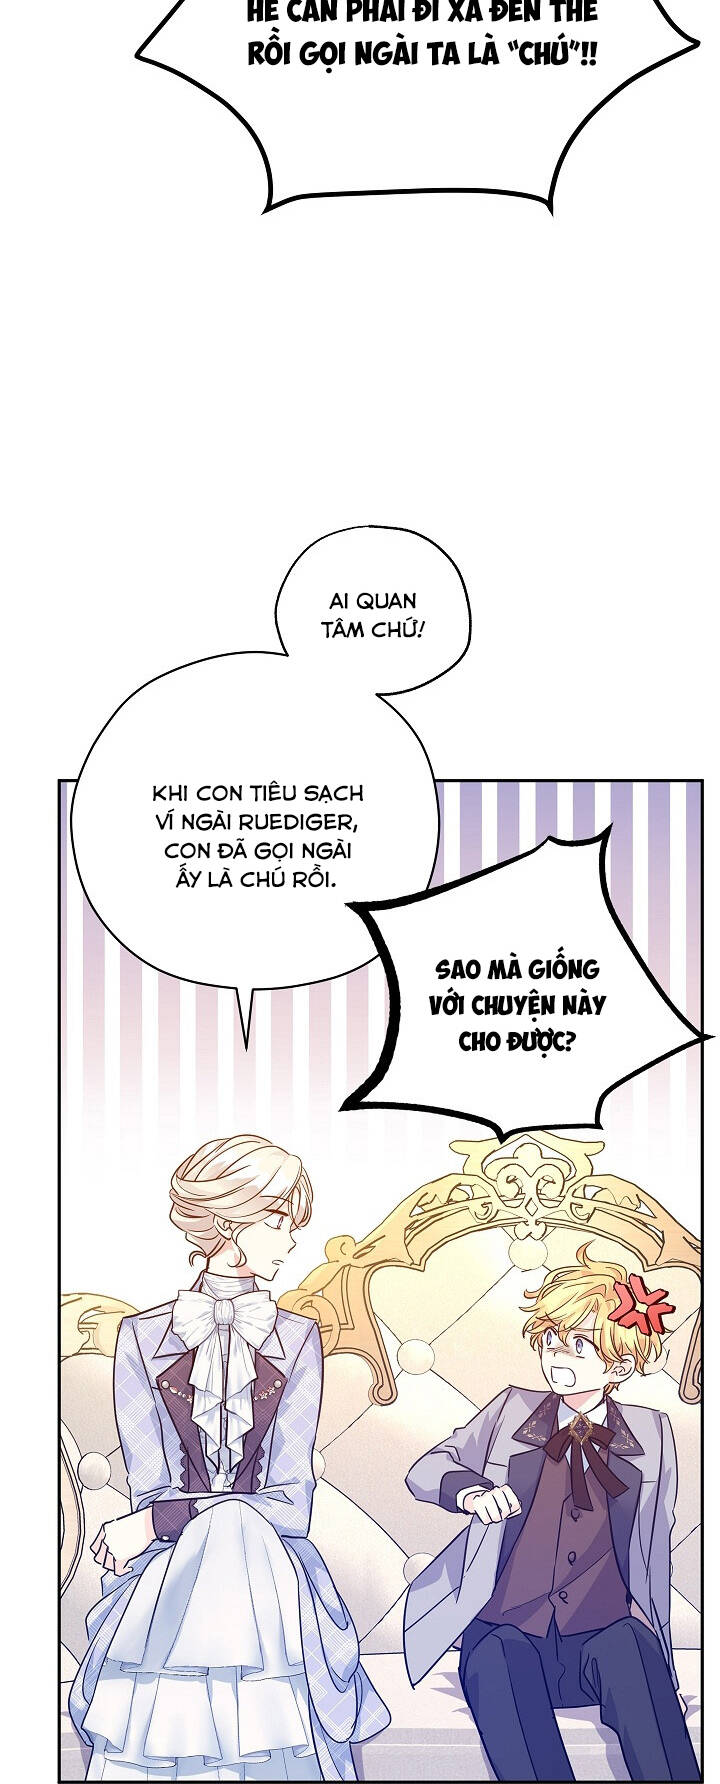 HỀ CẦN PHẢI ĐI XA ĐẾN THẾ
RỒI GỌI NGÀI TA LÀ "CHÚ"!!
AI QUAN
TÂM CHỨ!
KHI CON TIÊU SẠCH
VÍ NGÀI RUEDIGER,
CON ĐÃ GỌI NGÀI
ẤY LÀ CHÚ RỒI.
SAO MÀ GIỐNG
VỚI CHUYỆN NÀY
CHO ĐƯỢC?